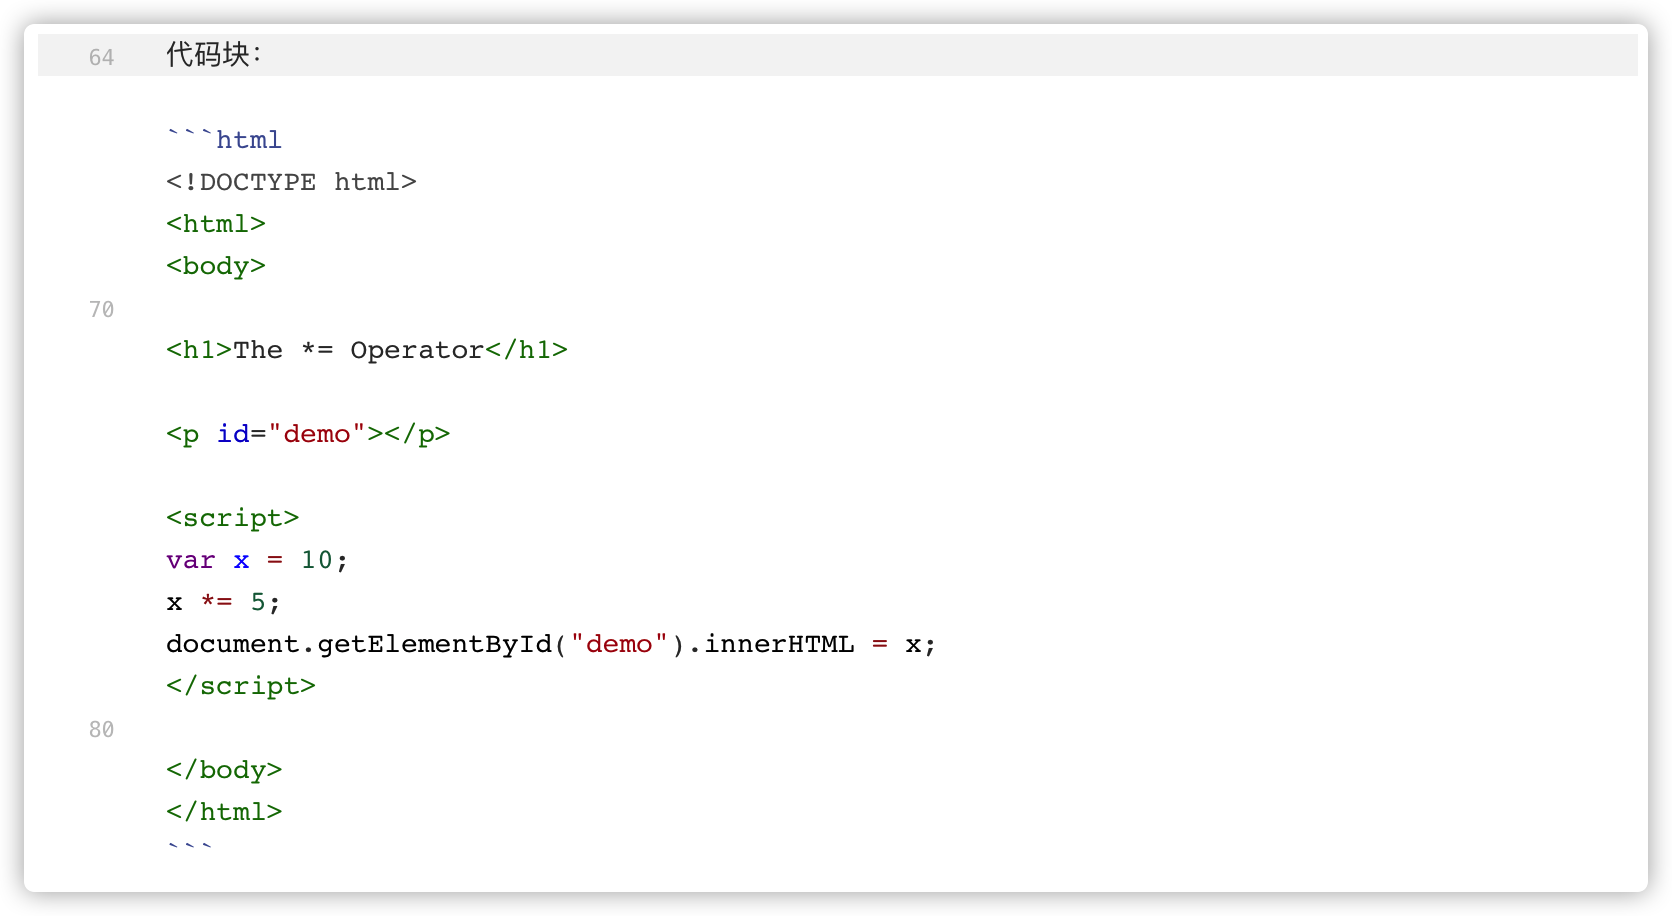 64 代码块：
```html
<!DOCTYPE html>
<html>
<body>
70
<h1>The *= Operator</h1>
<p id="demo"></p>
<script>
var x = 10;
x *= 5;
document.getElementById("demo").innerHTML = x;
</script>
80
</body>
</html>
```